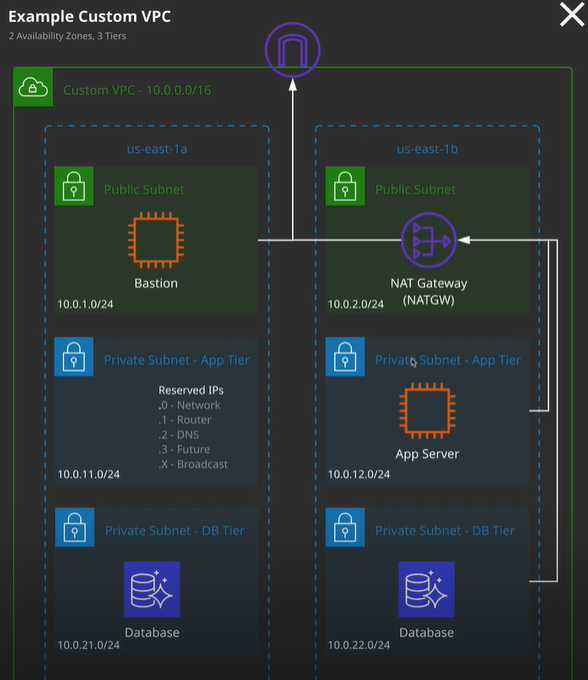 Example Custom VPC
2 Availability Zones, 3 Tiers
Custom VPC - 10.0.0.0/16
us-east-1a
Public Subnet
Bastion
10.0.1.0/24
Private Subnet - App Tier
Reserved IPs
.0 - Network
.1 - Router
.2 - DNS
.3 - Future
.X - Broadcast
10.0.11.0/24
Private Subnet - DB Tier
Database
10.0.21.0/24
us-east-1b
Public Subnet
NAT Gateway
(NATGW)
10.0.2.0/24
Private Subnet - App Tier
App Server
10.0.12.0/24
Private Subnet - DB Tier
Database
10.0.22.0/24